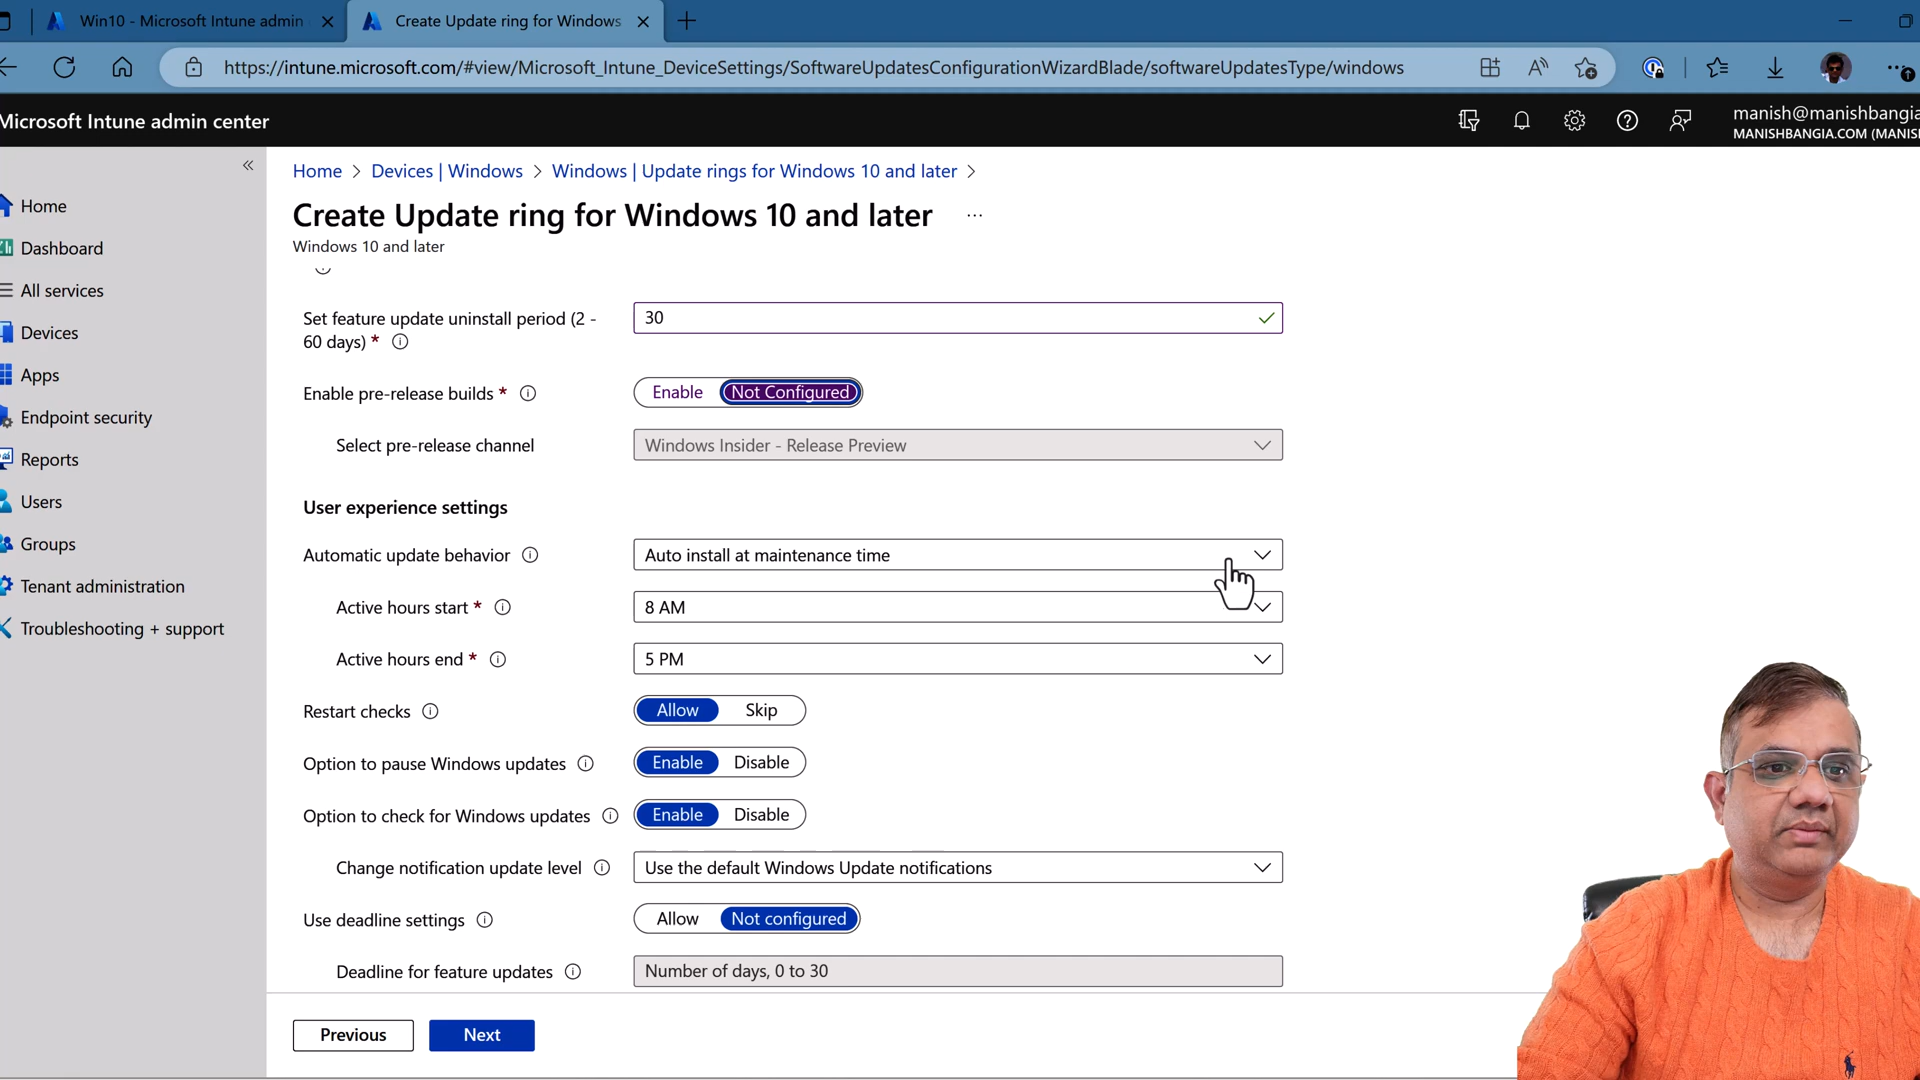 Win10 - Microsoft Intune admin
Create Update ring for Windows
https://intune.microsoft.com/#view/Microsoft_Intune_DeviceSettings/SoftwareUpdatesConfigurationWizardBlade/softwareUpdatesType/windows
Microsoft Intune admin center
manish@manishbangia
MANISHBANGIA.COM (MANIS
Home
Dashboard
All services
Devices
Apps
Endpoint security
Reports
Users
Groups
Tenant administration
Troubleshooting + support
Home > Devices | Windows > Windows | Update rings for Windows 10 and later >
Create Update ring for Windows 10 and later ...
Windows 10 and later
Set feature update uninstall period (2 -
60 days) *
30
Enable pre-release builds *
Enable Not Configured
Select pre-release channel
Windows Insider - Release Preview
User experience settings
Automatic update behavior
Auto install at maintenance time
Active hours start *
8 AM
Active hours end *
5 PM
Restart checks
Allow Skip
Option to pause Windows updates
Enable Disable
Option to check for Windows updates
Enable Disable
Change notification update level
Use the default Windows Update notifications
Use deadline settings
Allow Not configured
Deadline for feature updates
Number of days, 0 to 30
Previous Next